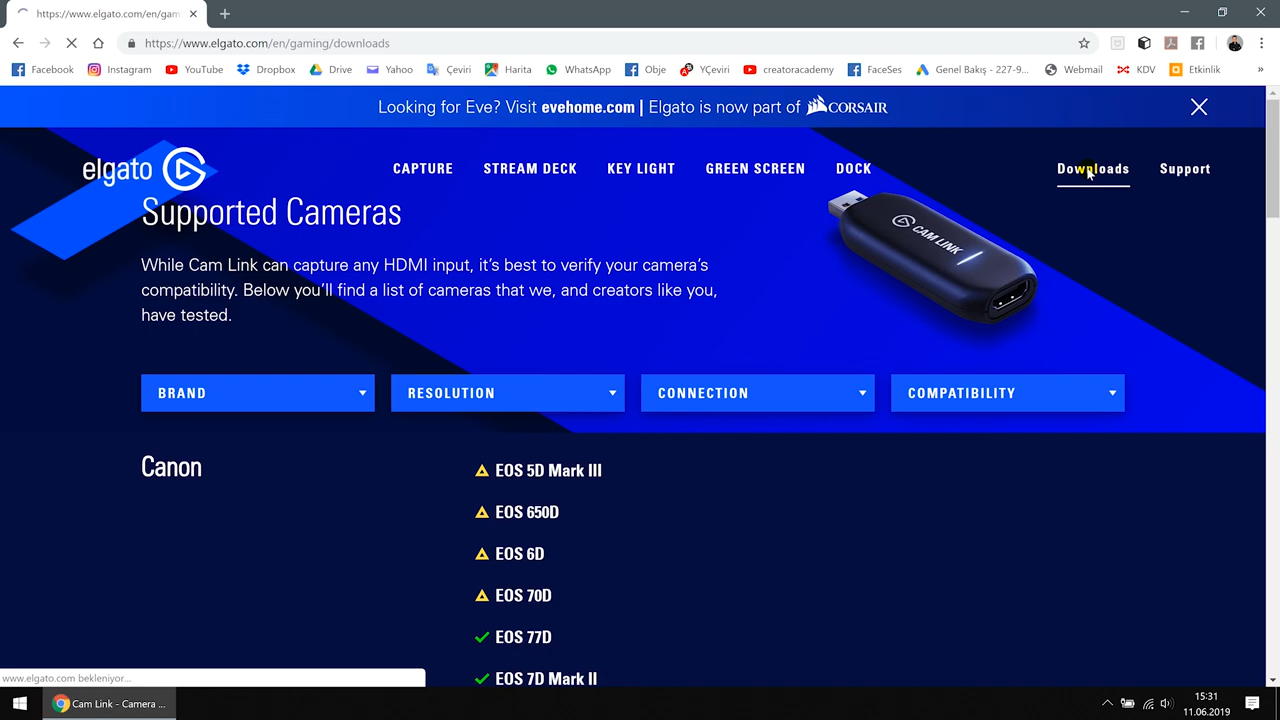 https://www.elgato.com/en/gam
https://www.elgato.com/en/gaming/downloads
Facebook
Instagram
YouTube
Dropbox
Drive
Yahoo
Çeviri
Harita
WhatsApp
Obje
YÇeviri
creatoracademy
FaceSes
Genel Bakış - 227-9...
Webmail
KDV
Etkinlik
»
Looking for Eve? Visit evehome.com | Elgato is now part of CORSAIR
elgato
CAPTURE
STREAM DECK
KEY LIGHT
GREEN SCREEN
DOCK
Downloads
Support
Supported Cameras
While Cam Link can capture any HDMI input, it's best to verify your camera's
compatibility. Below you'll find a list of cameras that we, and creators like you,
have tested.
CAM LINK
BRAND
RESOLUTION
CONNECTION
COMPATIBILITY
Canon
EOS 5D Mark III
EOS 650D
EOS 6D
EOS 70D
EOS 77D
EOS 7D Mark II
www.elgato.com bekleniyor...
Cam Link - Camera ...
15:31
11.06.2019